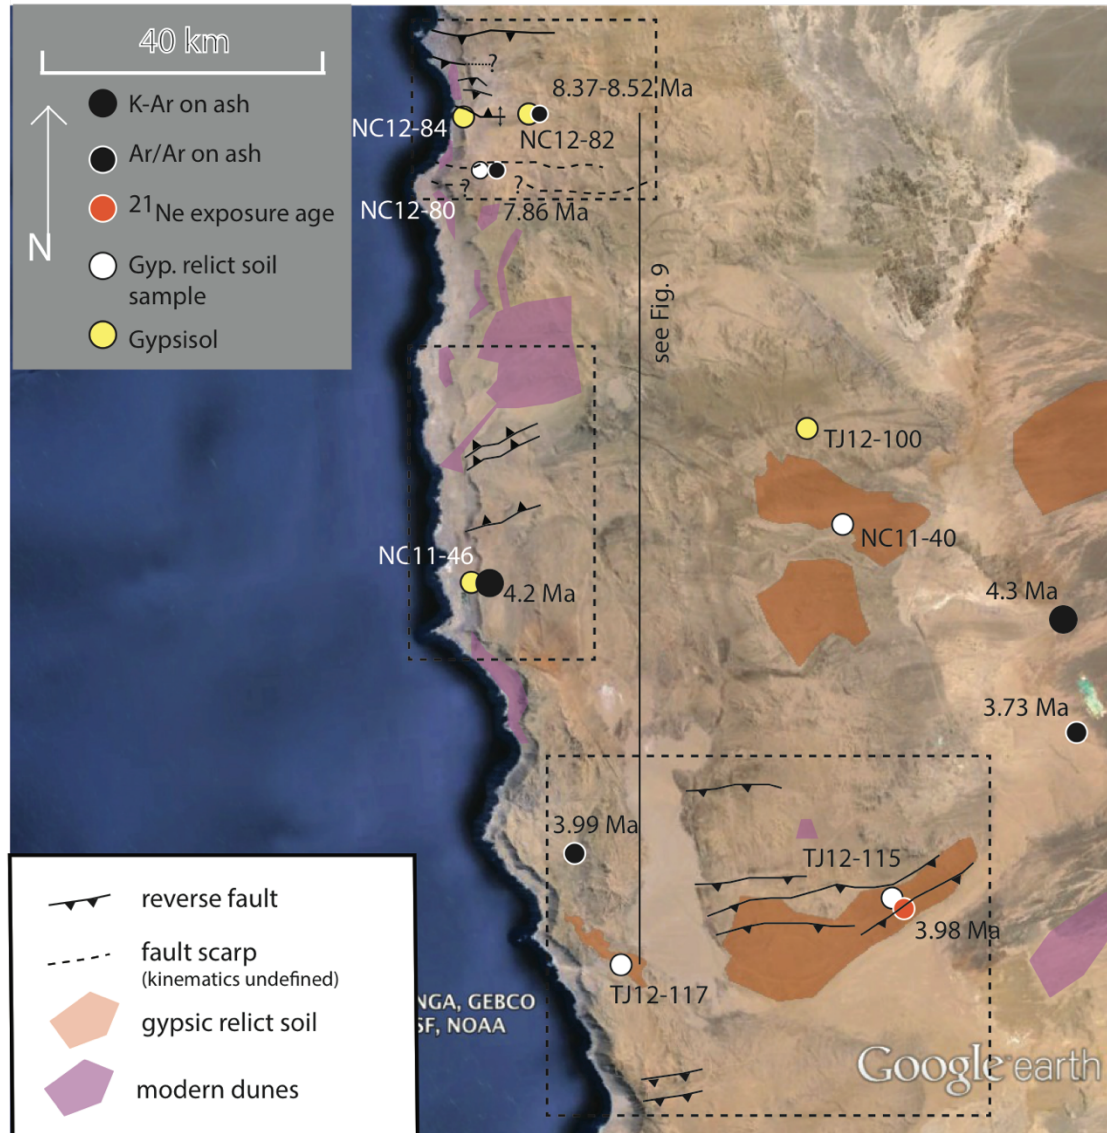 40 km
K-Ar on ash
Ar/Ar on ash
21Ne exposure age
Gyp. relict soil
sample
Gypsisol
N
?
8.37-8.52 Ma
NC12-84
NC12-82
?
?
NC12-80
7.86 Ma
see Fig. 9
TJ12-100
NC11-40
NC11-46
4.2 Ma
4.3 Ma
3.73 Ma
3.99 Ma
TJ12-115
3.98 Ma
TJ12-117
reverse fault
fault scarp
(kinematics undefined)
gypsic relict soil
modern dunes
NGA, GEBCO
SF, NOAA
Google earth